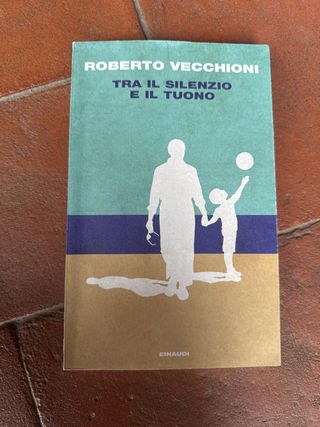 ROBERTO VECCHIONI
TRA IL SILENZIO
E IL TUONO
EINAUDI